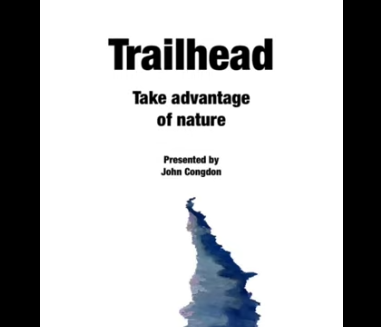 Trailhead
Take advantage
of nature
Presented by
John Congdon